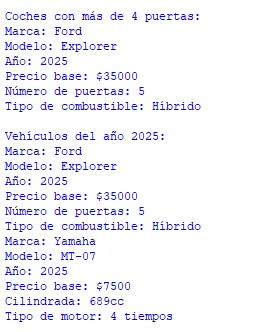 Coches con más de 4 puertas:
Marca: Ford
Modelo: Explorer
Año: 2025
Precio base: $35000
Número de puertas: 5
Tipo de combustible: Híbrido

Vehículos del año 2025:
Marca: Ford
Modelo: Explorer
Año: 2025
Precio base: $35000
Número de puertas: 5
Tipo de combustible: Híbrido
Marca: Yamaha
Modelo: MT-07
Año: 2025
Precio base: $7500
Cilindrada: 689cc
Tipo de motor: 4 tiempos